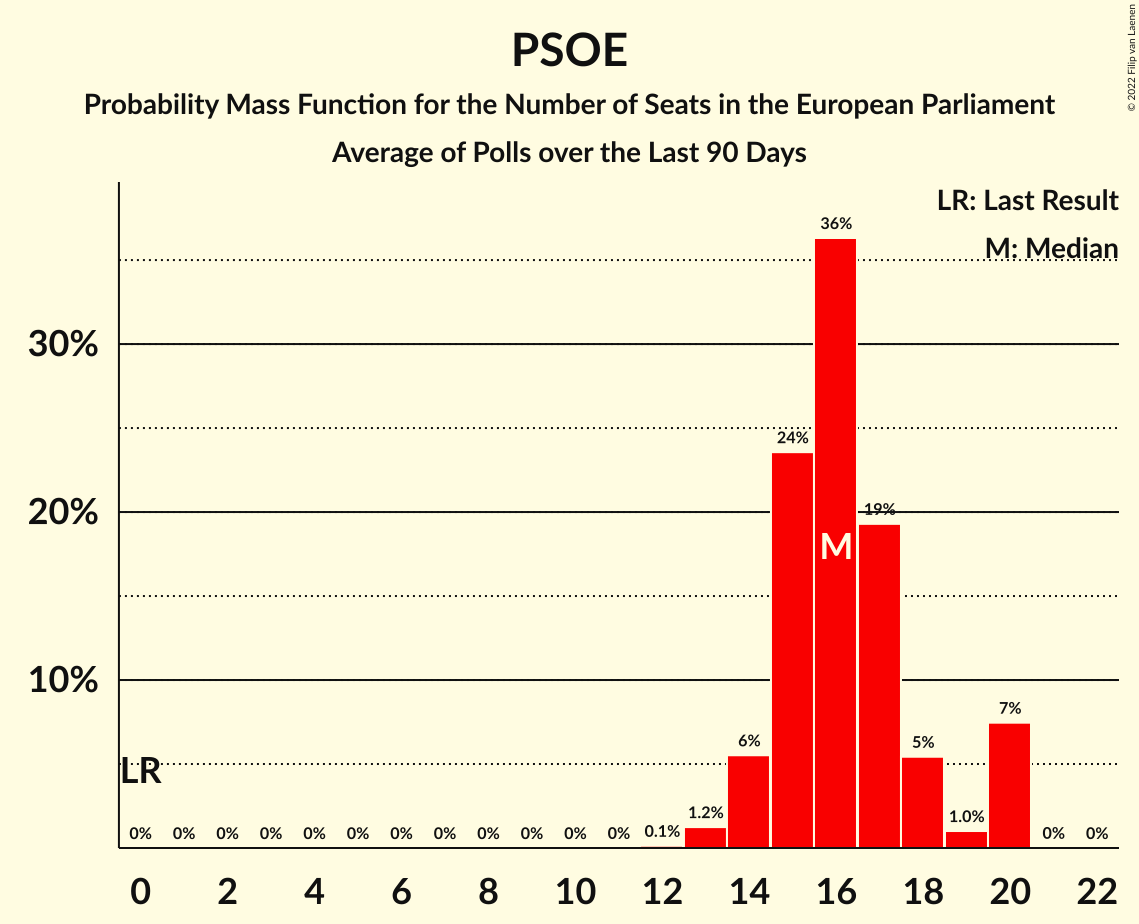 PSOE
Probability Mass Function for the Number of Seats in the European Parliament
Average of Polls over the Last 90 Days
© 2022 Filip van Laenen
LR: Last Result
M: Median
36%
30%
24%
20%
19%
M
10%
7%
6%
5%
LR
1.2%
1.0%
0% 0% 0% 0% 0% 0% 0% 0% 0% 0% 0% 0% 0.1% 0% 0%
0 2 4 6 8 10 12 14 16 18 20 22